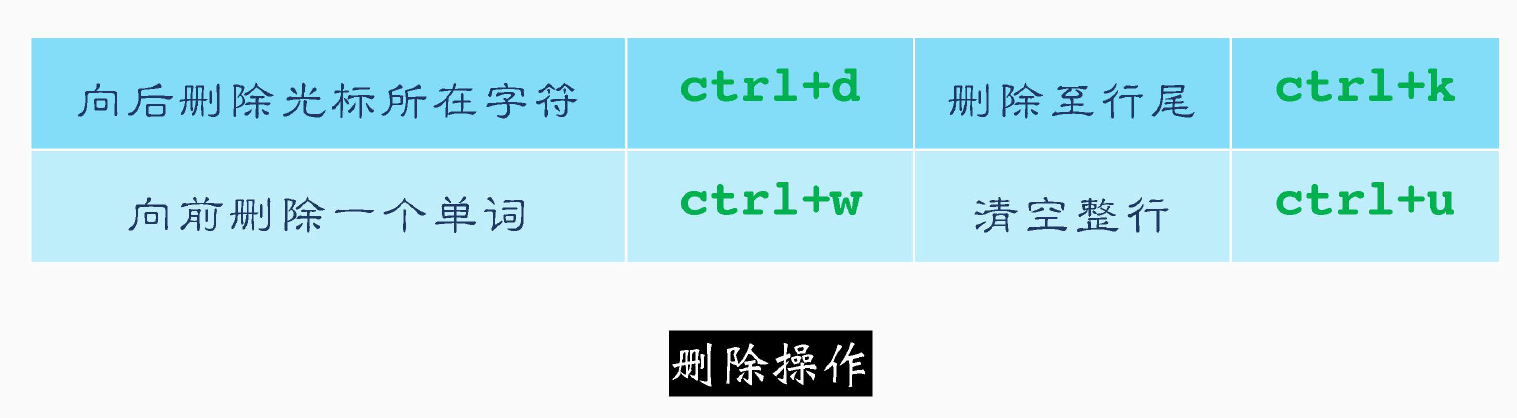 向后删除光标所在字符 ctrl+d 删除至行尾 ctrl+k
向前删除一个单词 ctrl+w 清空整行 ctrl+u
删除操作